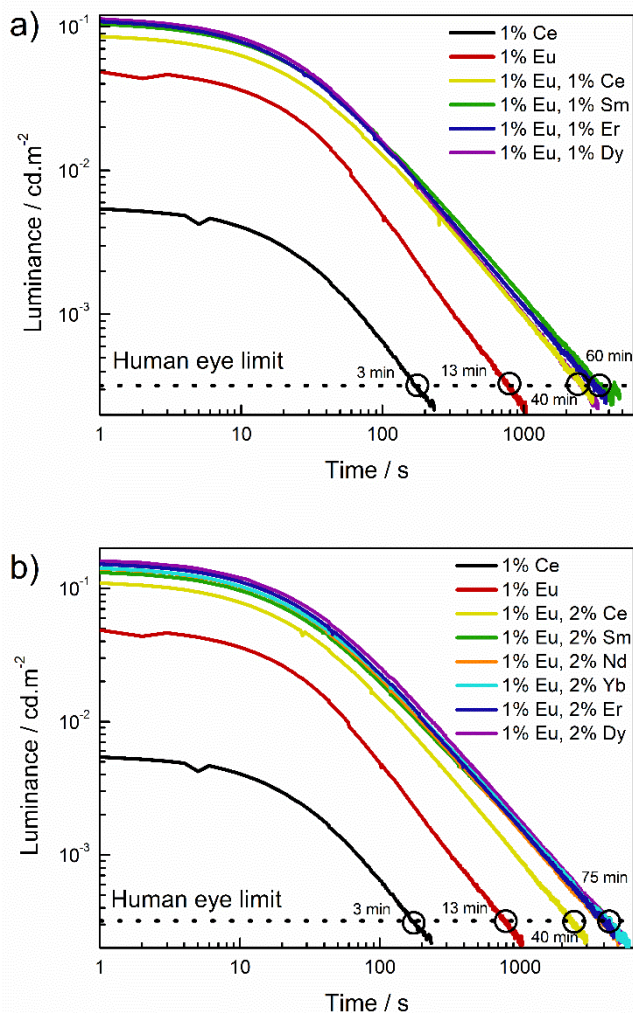 a)
10⁻¹
10⁻²
10⁻³
Luminance / cd.m⁻²
1% Ce
1% Eu
1% Eu, 1% Ce
1% Eu, 1% Sm
1% Eu, 1% Er
1% Eu, 1% Dy
Human eye limit
3 min
13 min
40 min
60 min
1 10 100 1000
Time / s
b)
10⁻¹
10⁻²
10⁻³
Luminance / cd.m⁻²
1% Ce
1% Eu
1% Eu, 2% Ce
1% Eu, 2% Sm
1% Eu, 2% Nd
1% Eu, 2% Yb
1% Eu, 2% Er
1% Eu, 2% Dy
Human eye limit
3 min
13 min
40 min
75 min
1 10 100 1000
Time / s